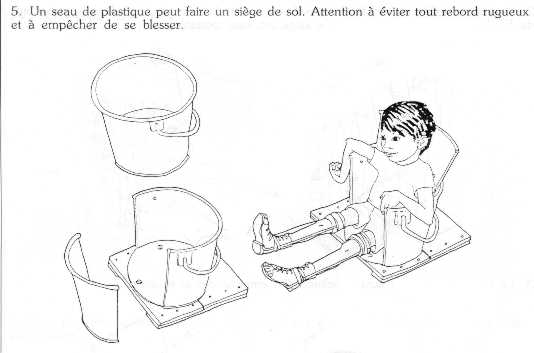 5. Un seau de plastique peut faire un siège de sol. Attention à éviter tout rebord rugueux
et à empêcher de se blesser.